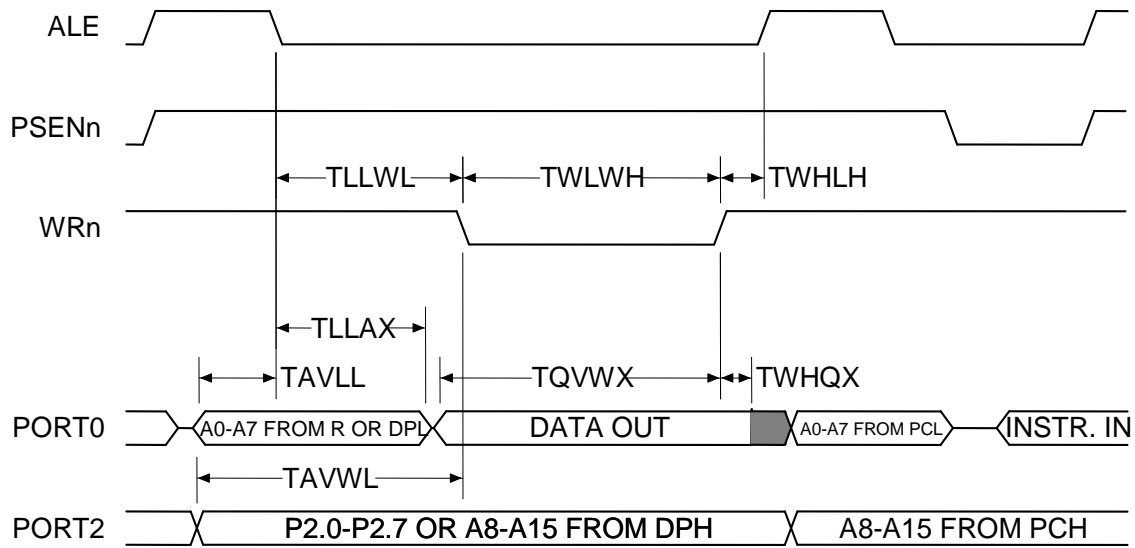 ALE
PSENn
TLLWL TWLWH TWHLH
WRn
TLLAX
TAVLL TQVWX TWHQX
PORT0 A0-A7 FROM R OR DPL DATA OUT A0-A7 FROM PCL INSTR. IN
TAVWL
PORT2 P2.0-P2.7 OR A8-A15 FROM DPH A8-A15 FROM PCH